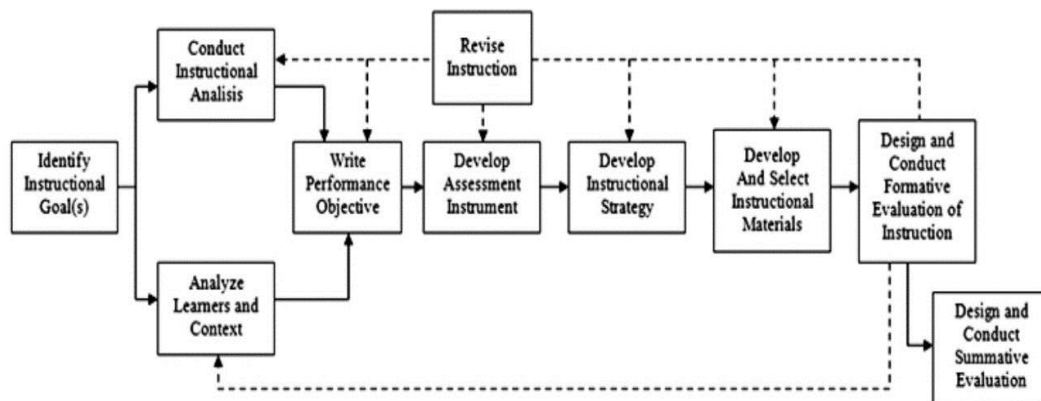 Conduct
Instructional
Analisis
Revise
Instruction
Identify
Instructional
Goal(s)
Write
Performance
Objective
Develop
Assessment
Instrument
Develop
Instructional
Strategy
Develop
And Select
Instructional
Materials
Design and
Conduct
Formative
Evaluation of
Instruction
Analyze
Learners and
Context
Design and
Conduct
Summative
Evaluation